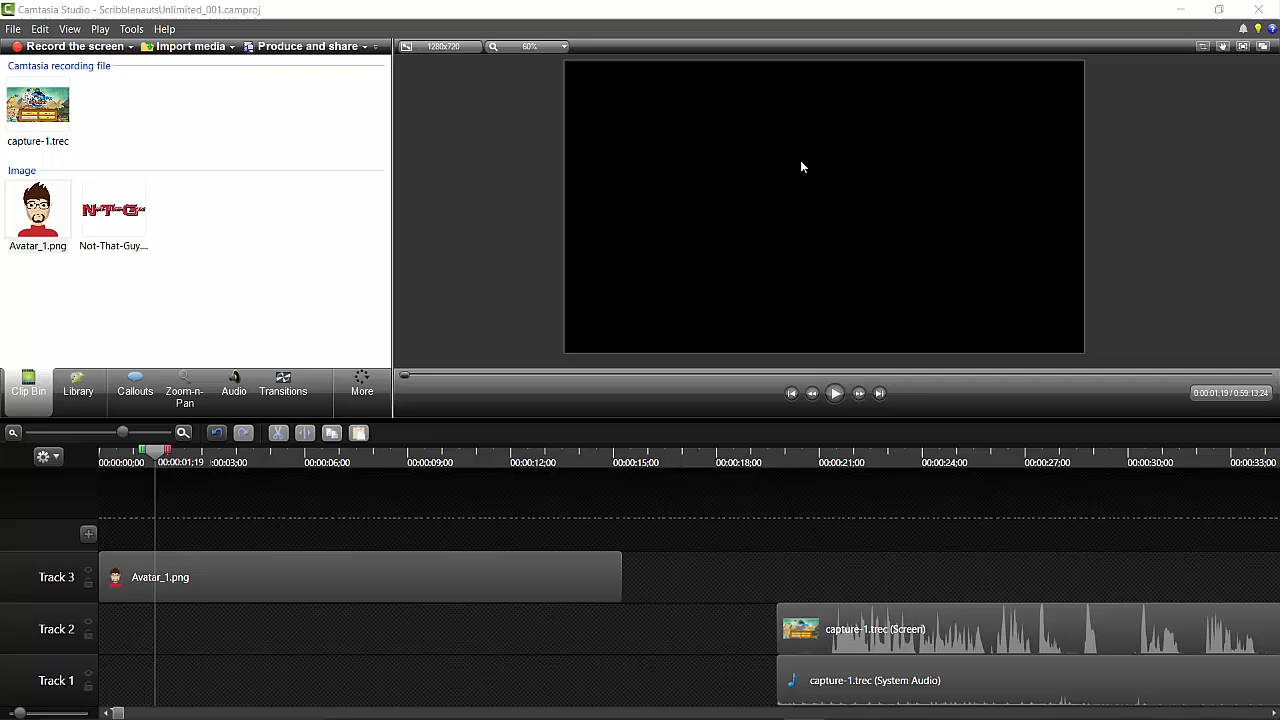 Camtasia Studio - ScribblenautsUnlimited_001.camproj
File Edit View Play Tools Help
Record the screen Import media Produce and share 1280x720 60%
Camtasia recording file
capture-1.trec
Image
N-T-G
Avatar_1.png Not-That-Guy...
Clip Bin Library Callouts Zoom-n-Pan Audio Transitions More
0:00:01;19 / 0:59:13;24
00:00:00;00 00:00:01;19 :00:03;00 00:00:06;00 00:00:09;00 00:00:12;00 00:00:15;00 00:00:18;00 00:00:21;00 00:00:24;00 00:00:27;00 00:00:30;00 00:00:33;00
Track 3 Avatar_1.png
Track 2 capture-1.trec (Screen)
Track 1 capture-1.trec (System Audio)